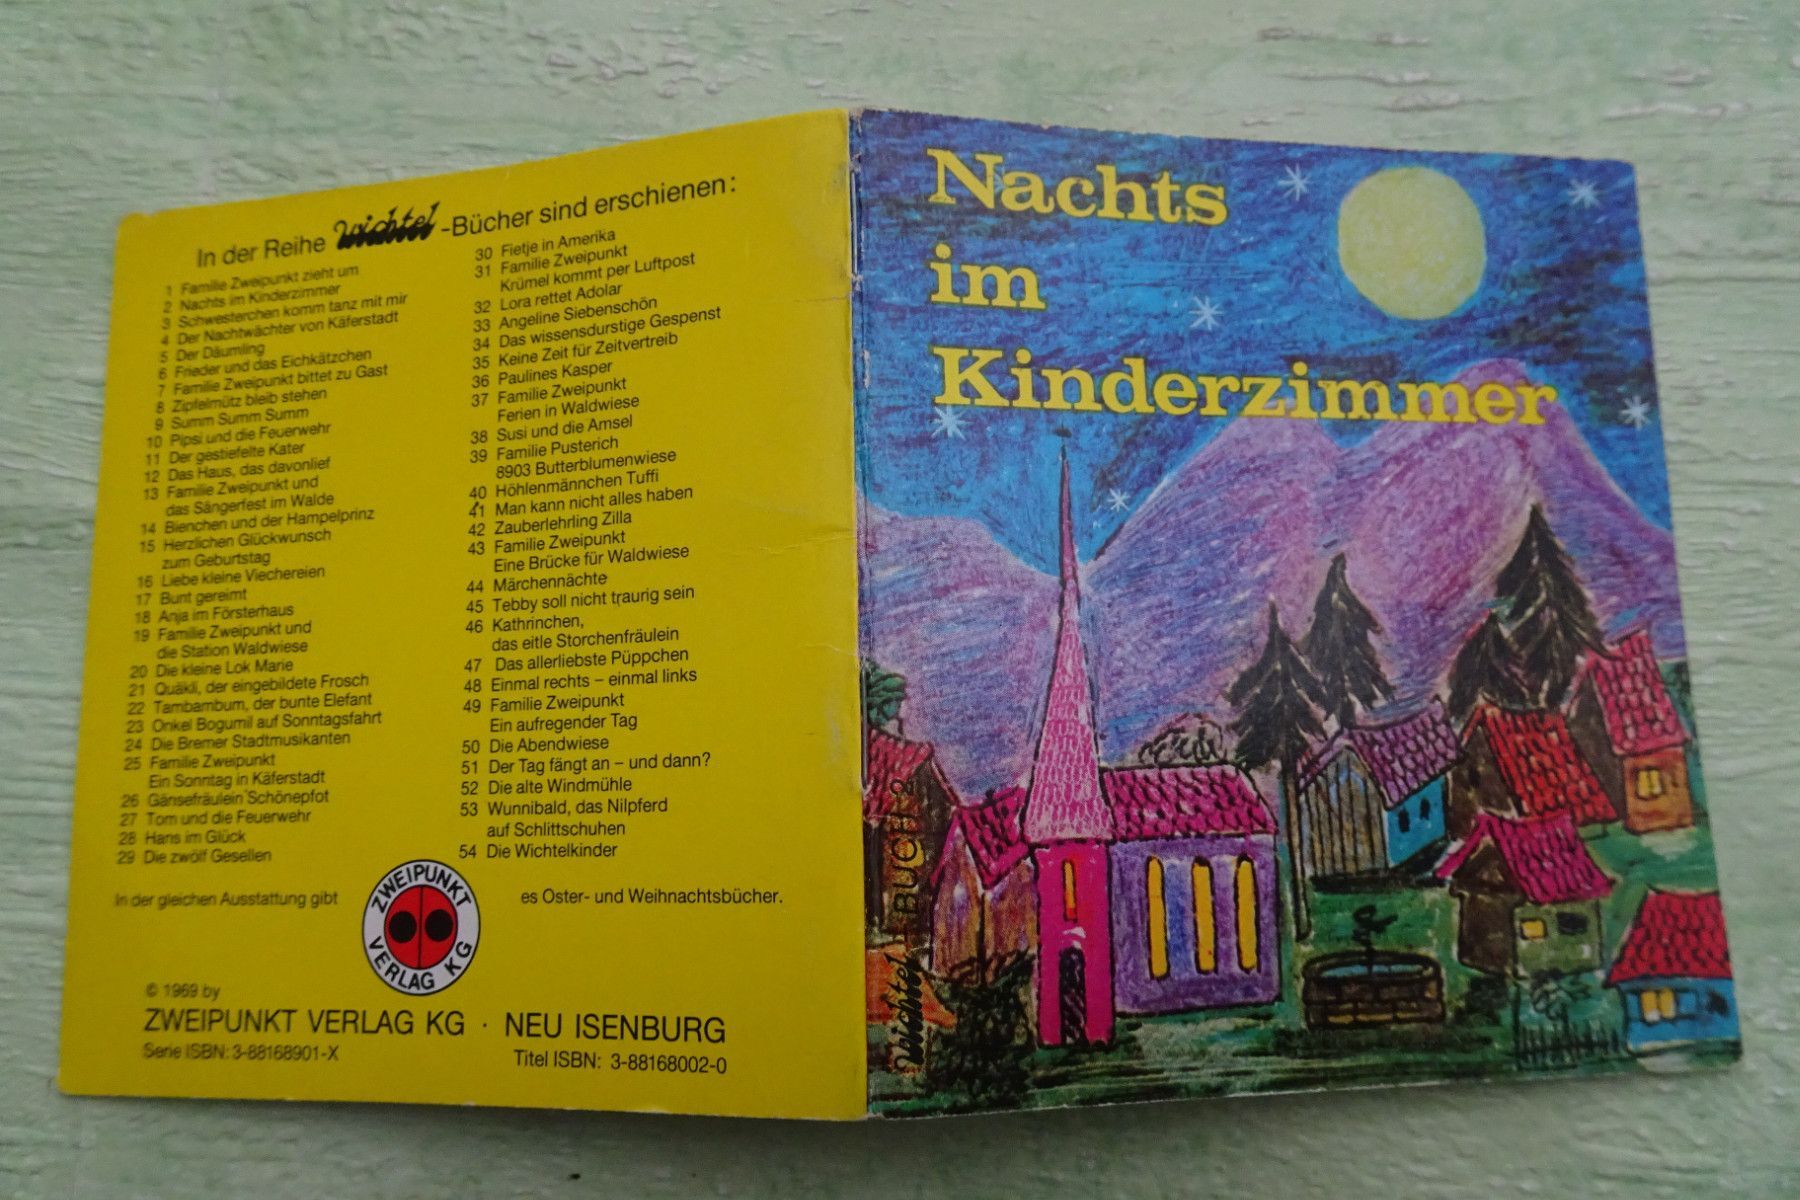 In der Reihe Wichtel -Bücher sind erschienen:
1 Familie Zweipunkt zieht um
2 Nachts im Kinderzimmer
3 Schwesterchen komm tanz mit mir
4 Der Nachtwächter von Käferstadt
5 Der Däumling
6 Frieder und das Eichkätzchen
7 Familie Zweipunkt bittet zu Gast
8 Zipfelmütz bleib stehen
9 Summ Summ Summ
10 Pipsi und die Feuerwehr
11 Der gestiefelte Kater
12 Das Haus, das davonlief
13 Familie Zweipunkt und
das Sängerfest im Walde
14 Bienchen und der Hampelprinz
15 Herzlichen Glückwunsch
zum Geburtstag
16 Liebe kleine Viechereien
17 Bunt gereimt
18 Anja im Försterhaus
19 Familie Zweipunkt und
die Station Waldwiese
20 Die kleine Lok Marie
21 Quäkli, der eingebildete Frosch
22 Tambambum, der bunte Elefant
23 Onkel Bogumil auf Sonntagsfahrt
24 Die Bremer Stadtmusikanten
25 Familie Zweipunkt
Ein Sonntag in Käferstadt
26 Gänsefräulein Schönepfot
27 Tom und die Feuerwehr
28 Hans im Glück
29 Die zwölf Gesellen
30 Fietje in Amerika
31 Familie Zweipunkt
Krümel kommt per Luftpost
32 Lora rettet Adolar
33 Angeline Siebenschön
34 Das wissensdurstige Gespenst
35 Keine Zeit für Zeitvertreib
36 Paulines Kasper
37 Familie Zweipunkt
Ferien in Waldwiese
38 Susi und die Amsel
39 Familie Pusterich
8903 Butterblumenwiese
40 Höhlenmännchen Tuffi
41 Man kann nicht alles haben
42 Zauberlehrling Zilla
43 Familie Zweipunkt
Eine Brücke für Waldwiese
44 Märchennächte
45 Tebby soll nicht traurig sein
46 Kathrinchen,
das eitle Storchenfräulein
47 Das allerliebste Püppchen
48 Einmal rechts – einmal links
49 Familie Zweipunkt
Ein aufregender Tag
50 Die Abendwiese
51 Der Tag fängt an – und dann?
52 Die alte Windmühle
53 Wunnibald, das Nilpferd
auf Schlittschuhen
54 Die Wichtelkinder
In der gleichen Ausstattung gibt es Oster- und Weihnachtsbücher.
ZWEIPUNKT
VERLAG KG
© 1969 by
ZWEIPUNKT VERLAG KG · NEU ISENBURG
Serie ISBN: 3-88168901-X
Titel ISBN: 3-88168002-0
Nachts
im
Kinderzimmer
Wichtel BUCH 2